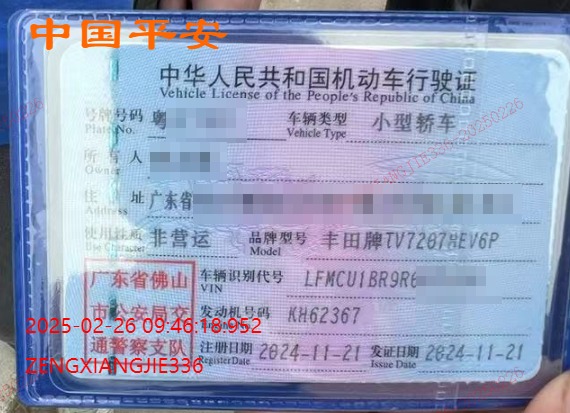 中国平安
中华人民共和国机动车行驶证
Vehicle License of the People's Republic of China
号牌号码 粤 车辆类型 小型轿车
Plate No. Vehicle Type
所有人
Owner
住址 广东省
Address
使用性质 非营运 品牌型号 丰田牌TV7207HEV6P
Use Character Model
广东省佛山 车辆识别代号 LFMCU1BR9R
VIN
市公安局交 发动机号码 KH62367
2025-02-26 09:46:18.952
通警察支队 注册日期 2024-11-21 发证日期 2024-11-21
Register Date Issue Date
ZENGXIANGJIE336